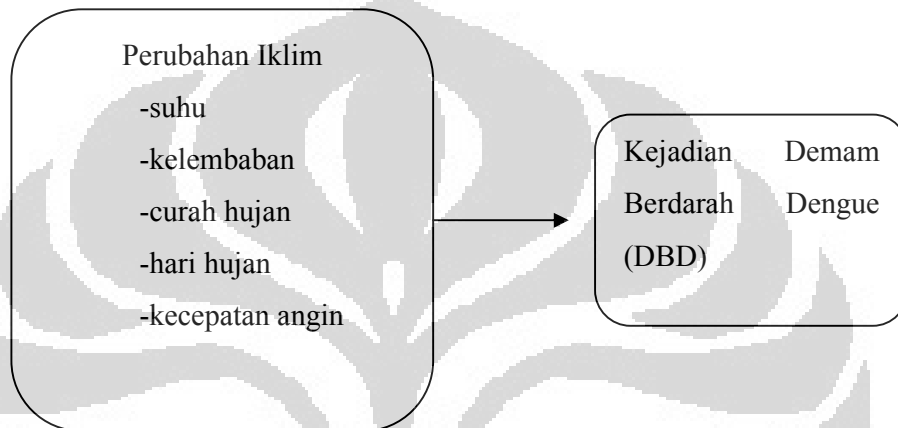 Perubahan Iklim
-suhu
-kelembaban
-curah hujan
-hari hujan
-kecepatan angin
Kejadian Demam
Berdarah Dengue
(DBD)